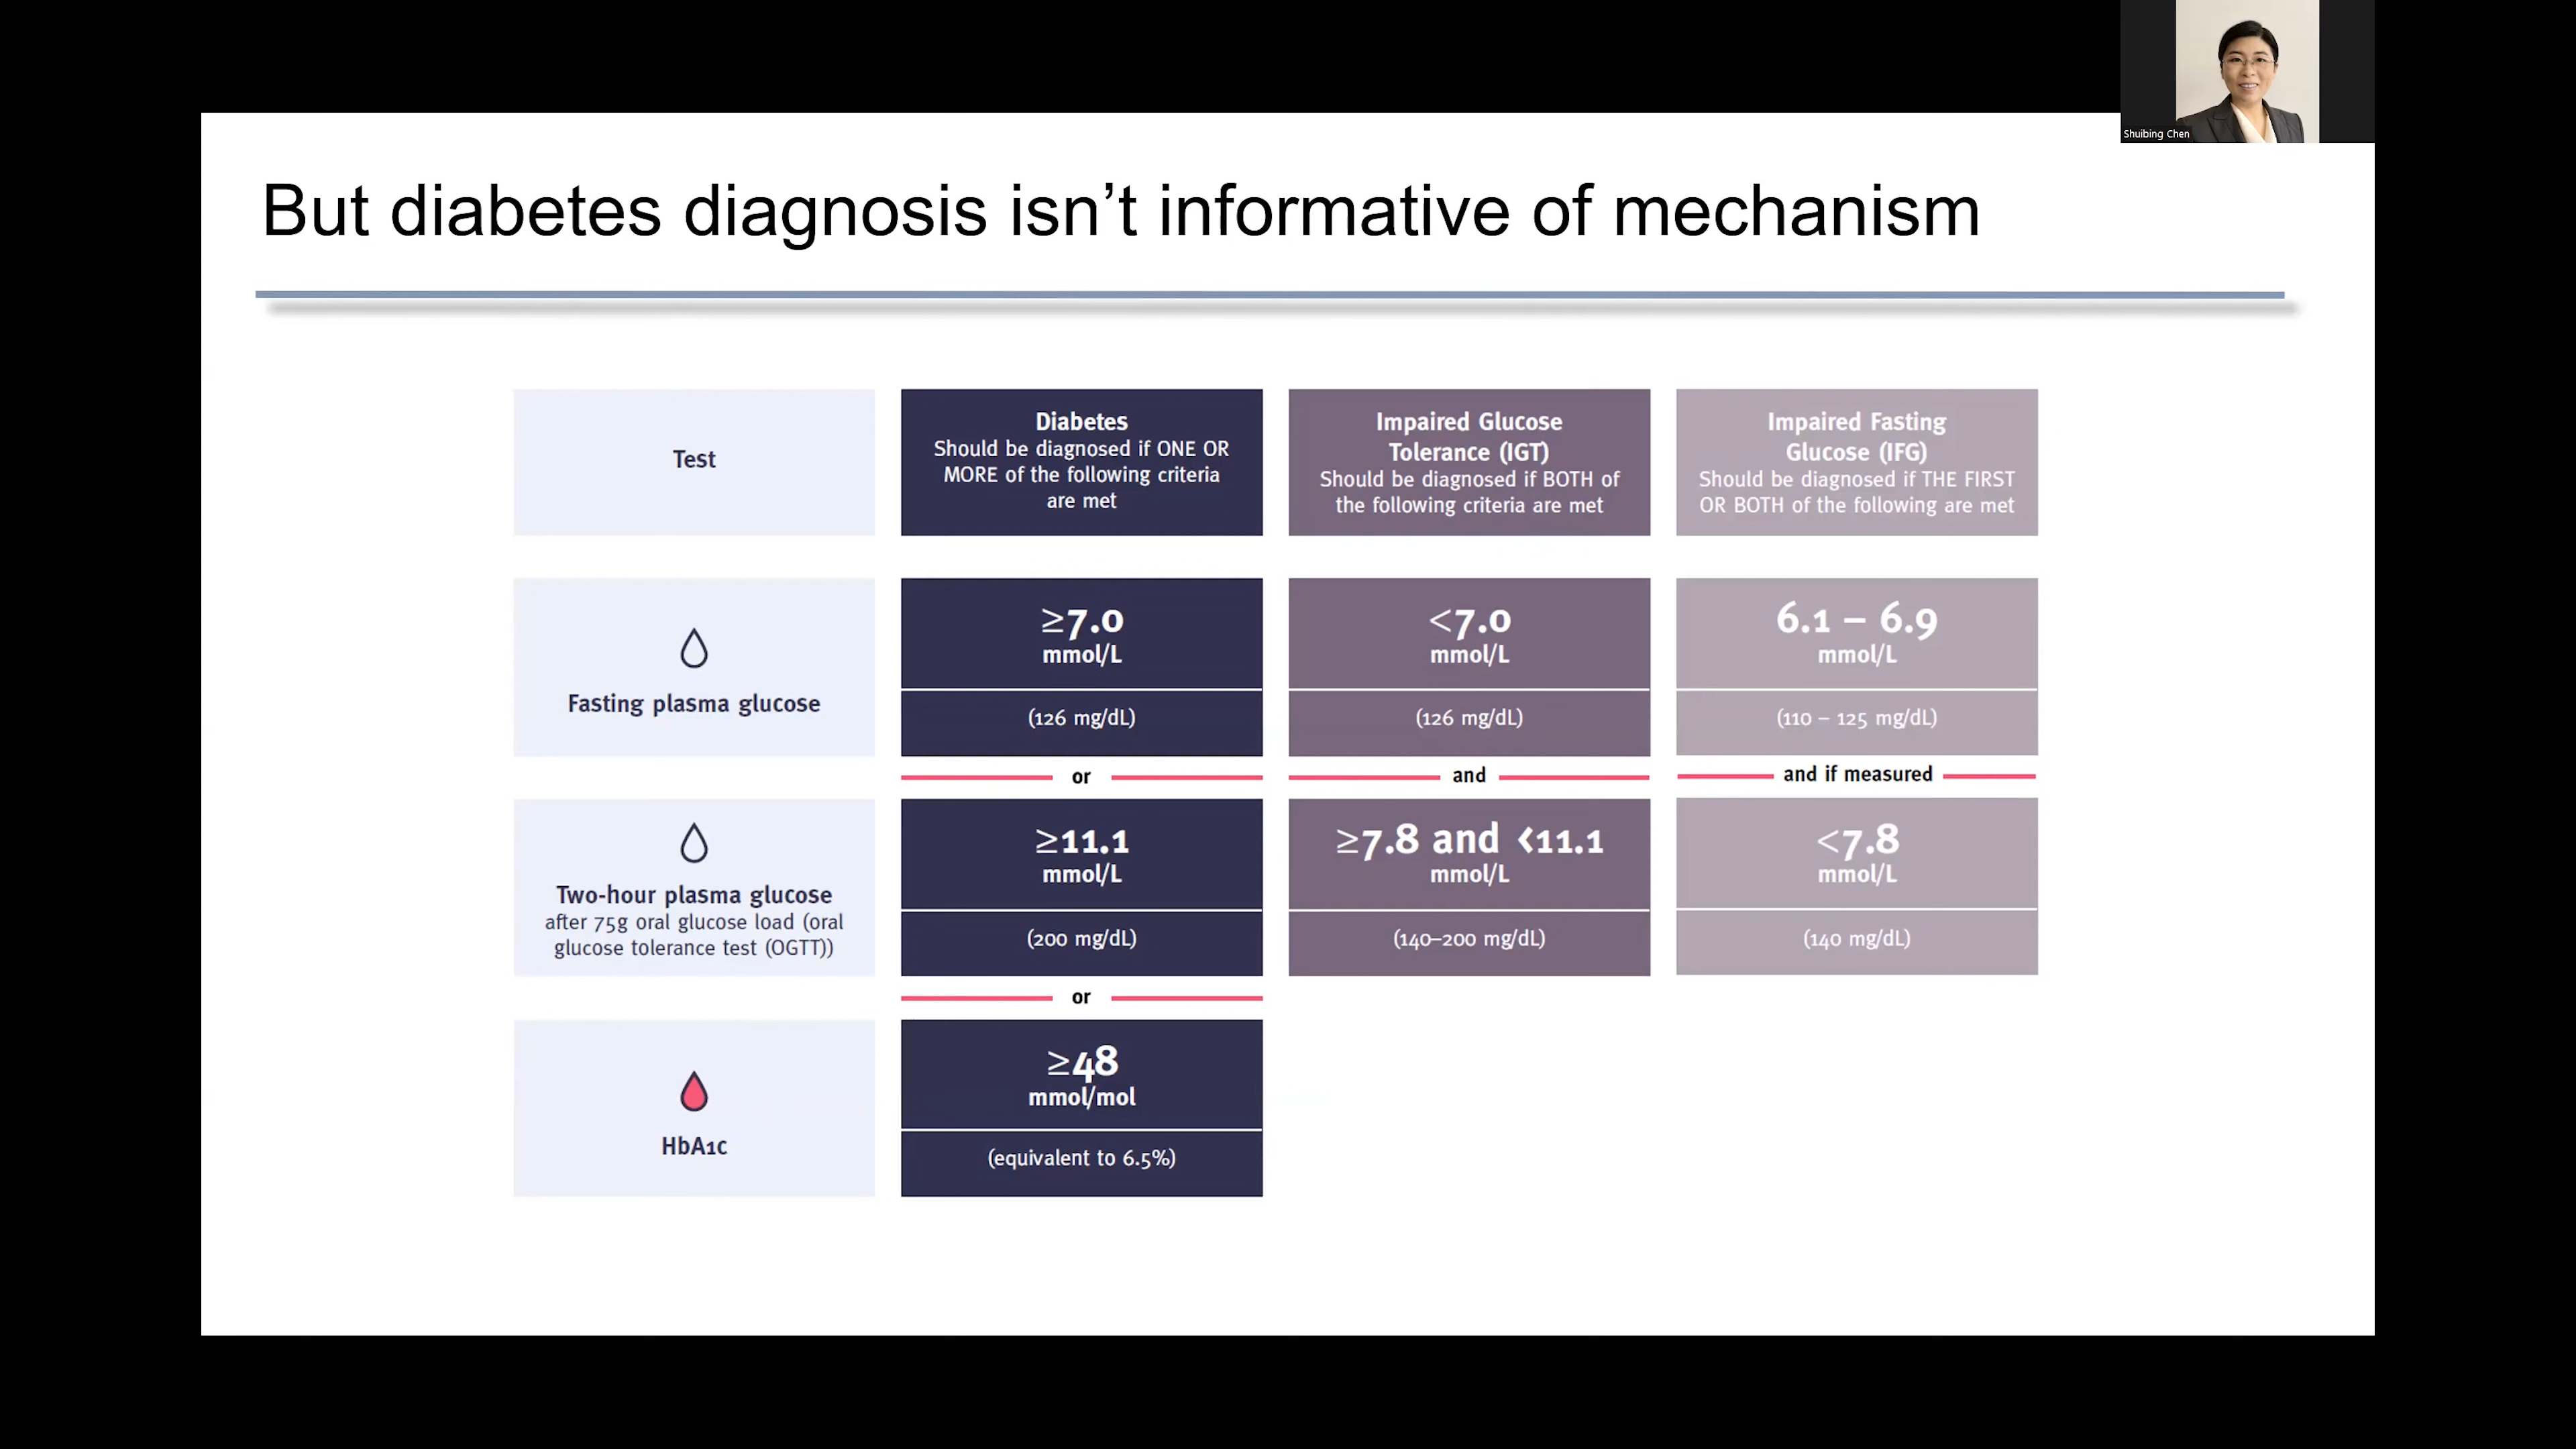 Shuibing Chen
But diabetes diagnosis isn’t informative of mechanism
Test
Diabetes
Should be diagnosed if ONE OR
MORE of the following criteria
are met
Impaired Glucose
Tolerance (IGT)
Should be diagnosed if BOTH of
the following criteria are met
Impaired Fasting
Glucose (IFG)
Should be diagnosed if THE FIRST
OR BOTH of the following are met
Fasting plasma glucose
≥7.0
mmol/L
(126 mg/dL)
<7.0
mmol/L
(126 mg/dL)
6.1 – 6.9
mmol/L
(110 – 125 mg/dL)
or
and
and if measured
Two-hour plasma glucose
after 75g oral glucose load (oral
glucose tolerance test (OGTT))
≥11.1
mmol/L
(200 mg/dL)
≥7.8 and <11.1
mmol/L
(140–200 mg/dL)
<7.8
mmol/L
(140 mg/dL)
or
HbA1c
≥48
mmol/mol
(equivalent to 6.5%)